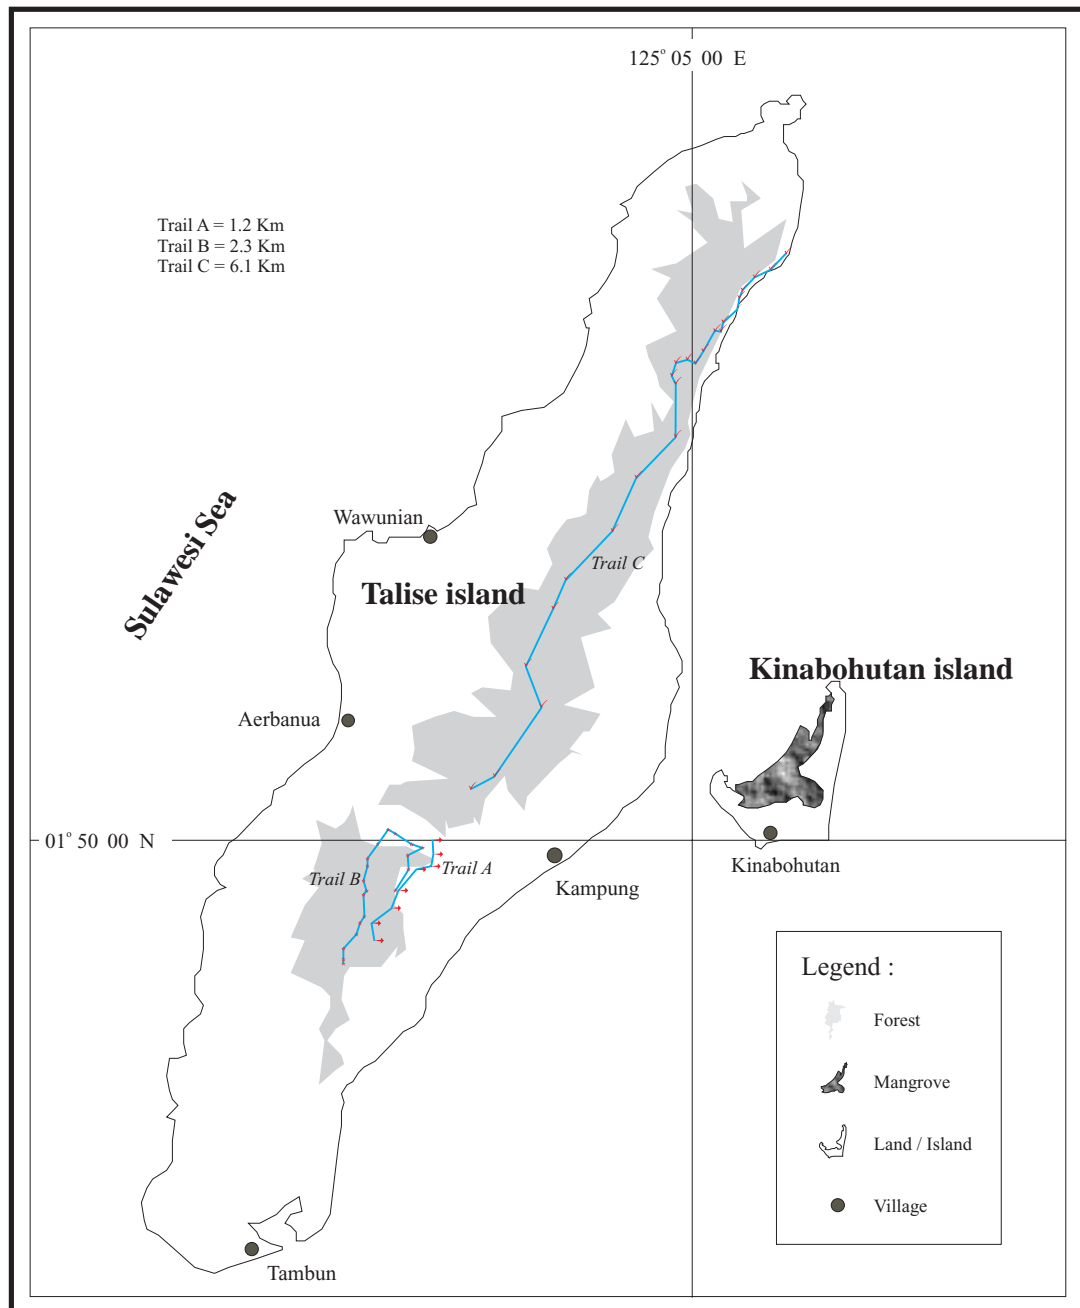 125° 05 00 E
Trail A = 1.2 Km
Trail B = 2.3 Km
Trail C = 6.1 Km
Wawunian
Sulawesi Sea
Trail C
Talise island
Kinabohutan island
Aerbanua
01° 50 00 N
Trail B
Trail A
Kampung
Kinabohutan
Legend :
Forest
Mangrove
Land / Island
Village
Tambun